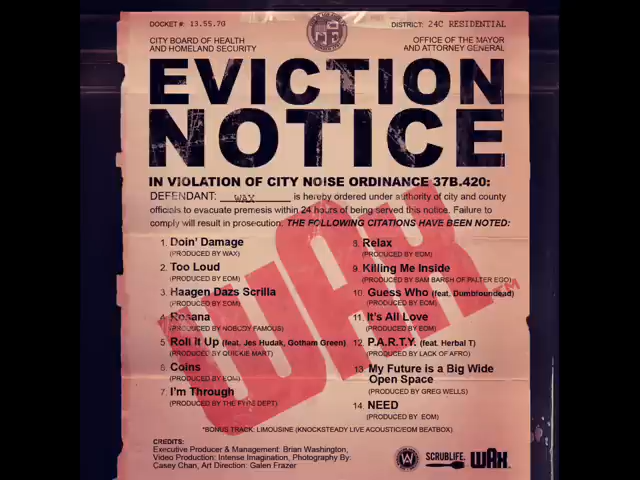 DOCKET#: 13.55.70
DISTRICT: 24C RESIDENTIAL
CITY BOARD OF HEALTH
AND HOMELAND SECURITY
OFFICE OF THE MAYOR
AND ATTORNEY GENERAL
EVICTION
NOTICE
IN VIOLATION OF CITY NOISE ORDINANCE 37B.420:
DEFENDANT: WAX is hereby ordered under authority of city and county
officials to evacuate premesis within 24 hours of being served this notice. Failure to
comply will result in prosecution. THE FOLLOWING CITATIONS HAVE BEEN NOTED:
1. Doin' Damage
(PRODUCED BY WAX)
2. Too Loud
(PRODUCED BY EOM)
3. Haagen Dazs Scrilla
(PRODUCED BY EOM)
4. Rosana
(PRODUCED BY NOBODY FAMOUS)
5. Roll It Up (feat. Jes Hudak, Gotham Green)
(PRODUCED BY QUICKIE MART)
6. Coins
(PRODUCED BY EOM)
7. I'm Through
(PRODUCED BY THE FYRE DEPT)
8. Relax
(PRODUCED BY EOM)
9. Killing Me Inside
(PRODUCED BY SAM BARSH OF PALTER EGO)
10. Guess Who (feat. Dumbfoundead)
(PRODUCED BY EOM)
11. It's All Love
(PRODUCED BY EOM)
12. P.A.R.T.Y. (feat. Herbal T)
(PRODUCED BY LACK OF AFRO)
13. My Future is a Big Wide
Open Space
(PRODUCED BY GREG WELLS)
14. NEED
(PRODUCED BY EOM)
*BONUS TRACK: LIMOUSINE (KNOCKSTEADY LIVE ACOUSTIC/EOM BEATBOX)
WAX TM
CREDITS:
Executive Producer & Management: Brian Washington,
Video Production: Intense Imagination, Photography By:
Casey Chan, Art Direction: Galen Frazer
SCRUBLIFE.
WAX.